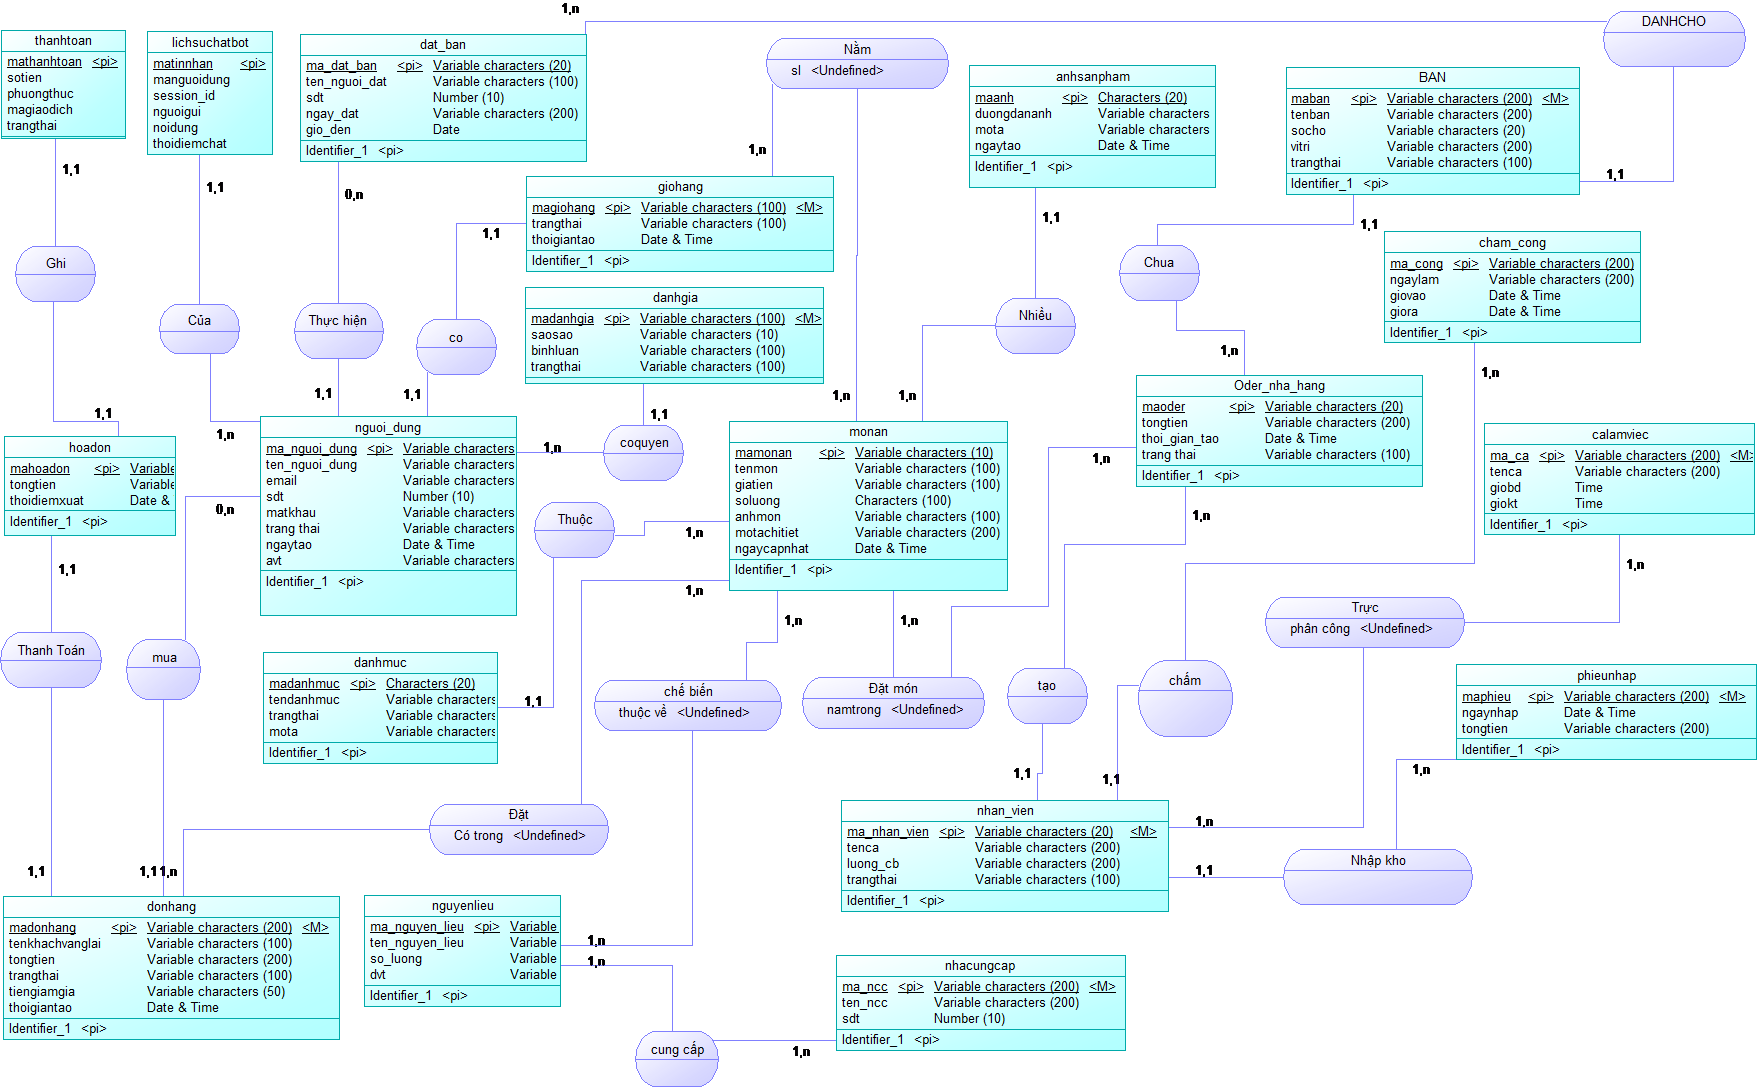 1,n
DANHCHO
thanhtoan
mathanhtoan <pi>
sotien
phuongthuc
magiaodich
trangthai
lichsuchatbot
matinnhan <pi>
manguoidung
session_id
nguoigui
noidung
thoidiemchat
dat_ban
ma_dat_ban <pi> Variable characters (20)
ten_nguoi_dat Variable characters (100)
sdt Number (10)
ngay_dat Variable characters (200)
gio_den Date
Identifier_1 <pi>
Nằm
sl <Undefined>
anhsanpham
maanh <pi> Characters (20)
duongdananh Variable characters
mota Variable characters
ngaytao Date & Time
Identifier_1 <pi>
BAN
maban <pi> Variable characters (200) <M>
tenban Variable characters (200)
socho Variable characters (20)
vitri Variable characters (200)
trangthai Variable characters (100)
Identifier_1 <pi>
1,1
1,1
0,n
1,n
1,1
1,1
giohang
magiohang <pi> Variable characters (100) <M>
trangthai Variable characters (100)
thoigiantao Date & Time
Identifier_1 <pi>
1,1
1,1
Ghi
Chua
cham_cong
ma_cong <pi> Variable characters (200)
ngaylam Variable characters (200)
giovao Date & Time
giora Date & Time
Identifier_1 <pi>
danhgia
madanhgia <pi> Variable characters (100) <M>
saosao Variable characters (10)
binhluan Variable characters (100)
trangthai Variable characters (100)
Của
Thực hiện
co
Nhiều
1,n
1,n
1,1
1,1
1,n
1,n
1,1
1,n
1,1
Oder_nha_hang
maoder <pi> Variable characters (20)
tongtien Variable characters (200)
thoi_gian_tao Date & Time
trang thai Variable characters (100)
Identifier_1 <pi>
hoadon
mahoadon <pi> Variable
tongtien Variable
thoidiemxuat Date &
Identifier_1 <pi>
nguoi_dung
ma_nguoi_dung <pi> Variable characters
ten_nguoi_dung Variable characters
email Variable characters
sdt Number (10)
matkhau Variable characters
trang thai Variable characters
ngaytao Date & Time
avt Variable characters
Identifier_1 <pi>
1,n
coquyen
monan
mamonan <pi> Variable characters (10)
tenmon Variable characters (100)
giatien Variable characters (100)
soluong Characters (100)
anhmon Variable characters (100)
motachitiet Variable characters (200)
ngaycapnhat Date & Time
Identifier_1 <pi>
1,n
calamviec
ma_ca <pi> Variable characters (200)
tenca Variable characters (200)
giobd Time
giokt Time
Identifier_1 <pi>
0,n
Thuộc
1,n
1,n
1,1
1,n
1,n
1,n
1,n
Trực
phân công <Undefined>
Thanh Toán
mua
danhmuc
madanhmuc <pi> Characters (20)
tendanhmuc Variable characters
trangthai Variable characters
mota Variable characters
Identifier_1 <pi>
1,1
chế biến
thuộc về <Undefined>
Đặt món
namtrong <Undefined>
tạo
chấm
phieunhap
maphieu <pi> Variable characters (200) <M>
ngaynhap Date & Time
tongtien Variable characters (200)
Identifier_1 <pi>
1,1
1,1
1,n
Đặt
Có trong <Undefined>
nhan_vien
ma_nhan_vien <pi> Variable characters (20) <M>
tenca Variable characters (200)
luong_cb Variable characters (200)
trangthai Variable characters (100)
Identifier_1 <pi>
1,n
1,1
Nhập kho
1,1
1,1
1,n
donhang
madonhang <pi> Variable characters (200) <M>
tenkhachvanglai Variable characters (100)
tongtien Variable characters (200)
trangthai Variable characters (100)
tiengiamgia Variable characters (50)
thoigiantao Date & Time
Identifier_1 <pi>
nguyenlieu
ma_nguyen_lieu <pi> Variable
ten_nguyen_lieu Variable
so_luong Variable
dvt Variable
Identifier_1 <pi>
1,n
1,n
nhacungcap
ma_ncc <pi> Variable characters (200) <M>
ten_ncc Variable characters (200)
sdt Number (10)
Identifier_1 <pi>
cung cấp
1,n